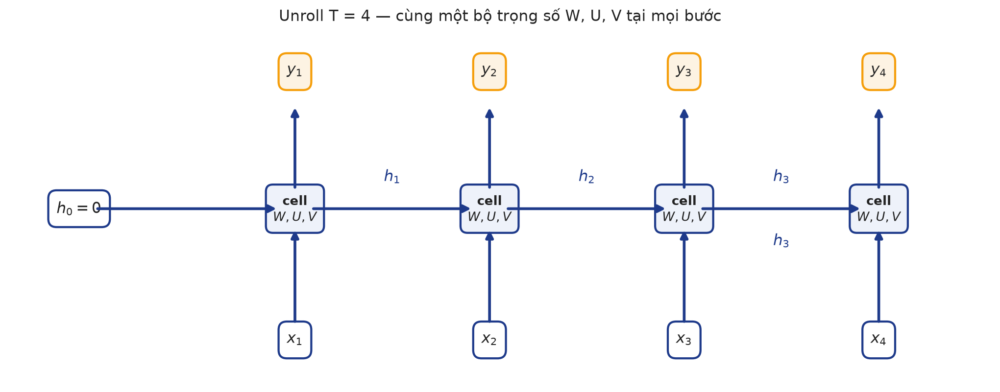 Unroll T = 4 — cùng một bộ trọng số W, U, V tại mọi bước
y₁ y₂ y₃ y₄
h₁ h₂ h₃
h₀ = 0
cell cell cell cell
W, U, V W, U, V W, U, V W, U, V
h₃
x₁ x₂ x₃ x₄